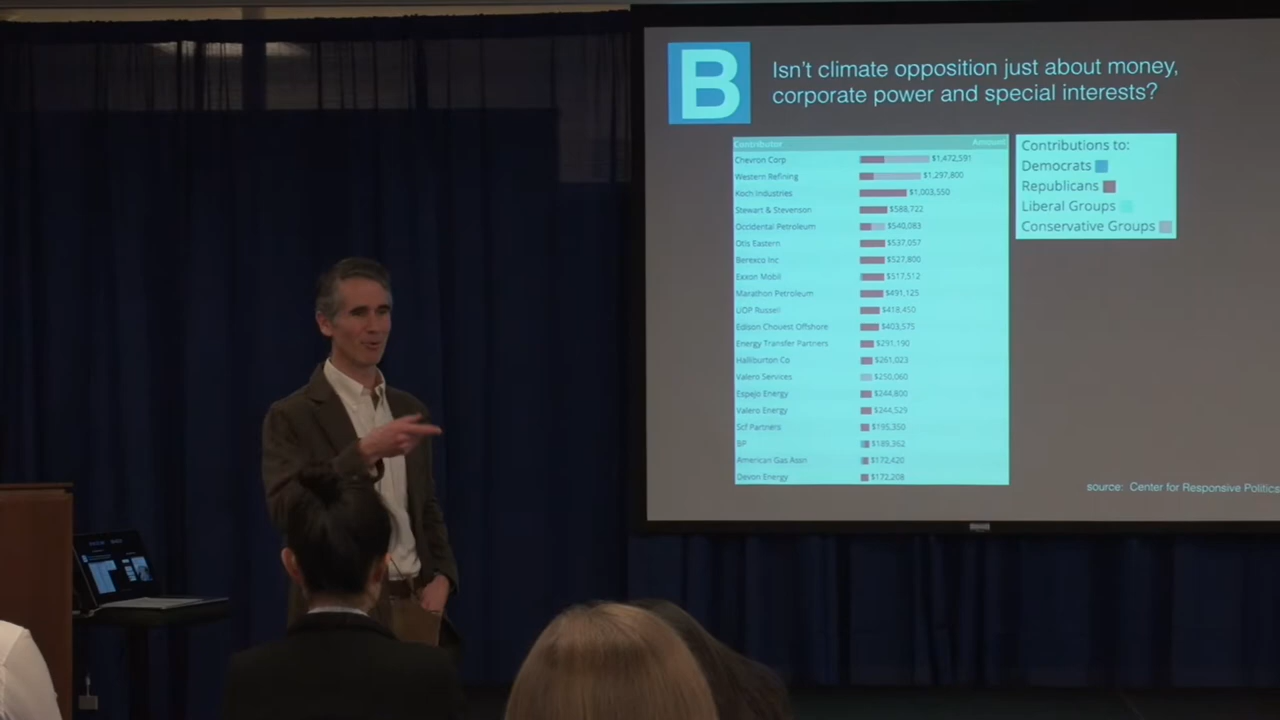 B
Isn't climate opposition just about money,
corporate power and special interests?
Contributor Amount
Chevron Corp $1,472,591
Western Refining $1,297,800
Koch Industries $1,003,550
Stewart & Stevenson $588,722
Occidental Petroleum $540,083
Otis Eastern $537,057
Berexco Inc $527,800
Exxon Mobil $517,512
Marathon Petroleum $491,125
UOP Russell $418,450
Edison Chouest Offshore $403,575
Energy Transfer Partners $291,190
Halliburton Co $261,023
Valero Services $250,060
Espejo Energy $244,800
Valero Energy $244,529
Scf Partners $195,350
BP $189,362
American Gas Assn $172,420
Devon Energy $172,208
Contributions to:
Democrats
Republicans
Liberal Groups
Conservative Groups
source: Center for Responsive Politics